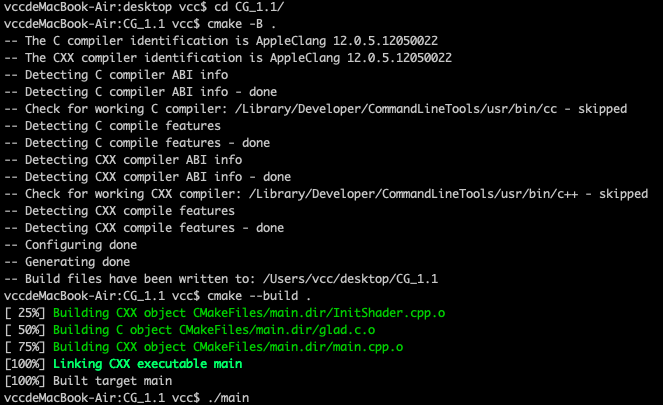 vccdeMacBook-Air:desktop vcc$ cd CG_1.1/
vccdeMacBook-Air:CG_1.1 vcc$ cmake -B .
-- The C compiler identification is AppleClang 12.0.5.12050022
-- The CXX compiler identification is AppleClang 12.0.5.12050022
-- Detecting C compiler ABI info
-- Detecting C compiler ABI info - done
-- Check for working C compiler: /Library/Developer/CommandLineTools/usr/bin/cc - skipped
-- Detecting C compile features
-- Detecting C compile features - done
-- Detecting CXX compiler ABI info
-- Detecting CXX compiler ABI info - done
-- Check for working CXX compiler: /Library/Developer/CommandLineTools/usr/bin/c++ - skipped
-- Detecting CXX compile features
-- Detecting CXX compile features - done
-- Configuring done
-- Generating done
-- Build files have been written to: /Users/vcc/desktop/CG_1.1
vccdeMacBook-Air:CG_1.1 vcc$ cmake --build .
[ 25%] Building CXX object CMakeFiles/main.dir/InitShader.cpp.o
[ 50%] Building C object CMakeFiles/main.dir/glad.c.o
[ 75%] Building CXX object CMakeFiles/main.dir/main.cpp.o
[100%] Linking CXX executable main
[100%] Built target main
vccdeMacBook-Air:CG_1.1 vcc$ ./main